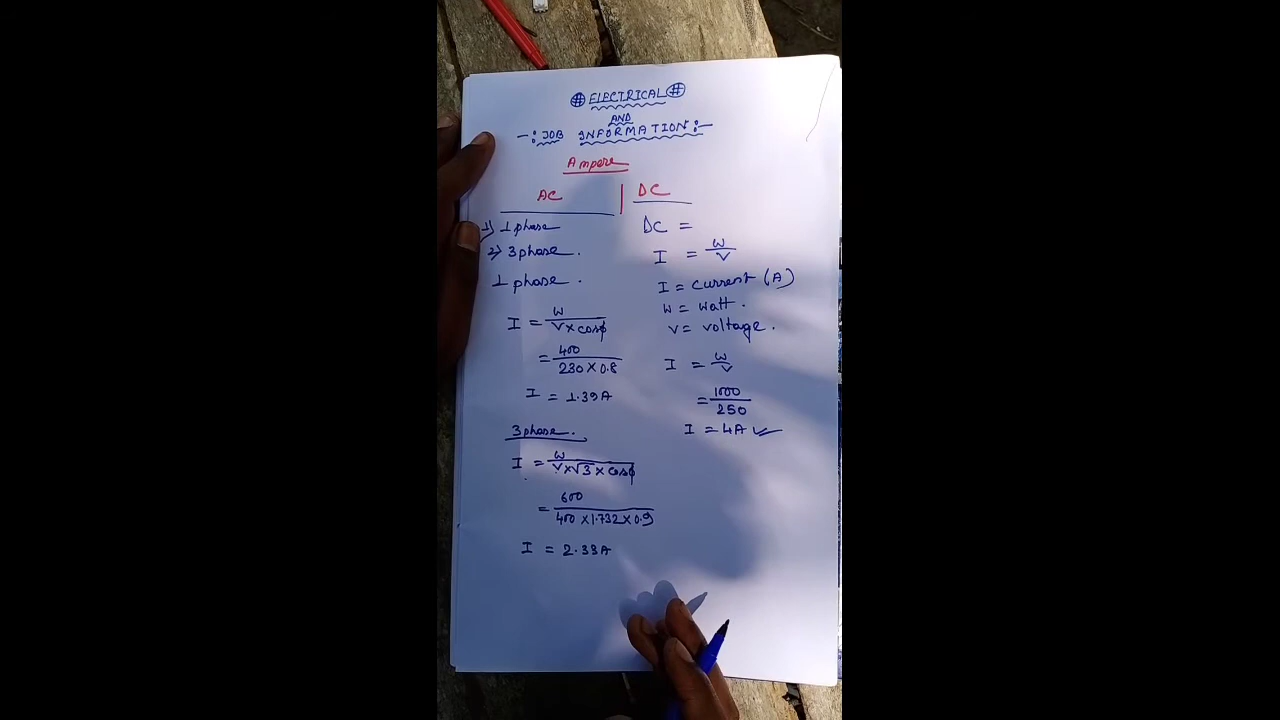 # ELECTRICAL #
AND
-: JOB INFORMATION :-
Ampere
AC | DC
1) 1 phase
2) 3 phase.
1 phase.
I = W / V × cosϕ
= 400 / 230 × 0.8
I = 1.39A
3 phase.
I = W / V × √3 × cosϕ
= 600 / 400 × 1.732 × 0.9
I = 2.33A
DC =
I = W / V
I = current (A)
W = watt.
V = voltage.
I = W / V
= 1000 / 250
I = 4A ✓